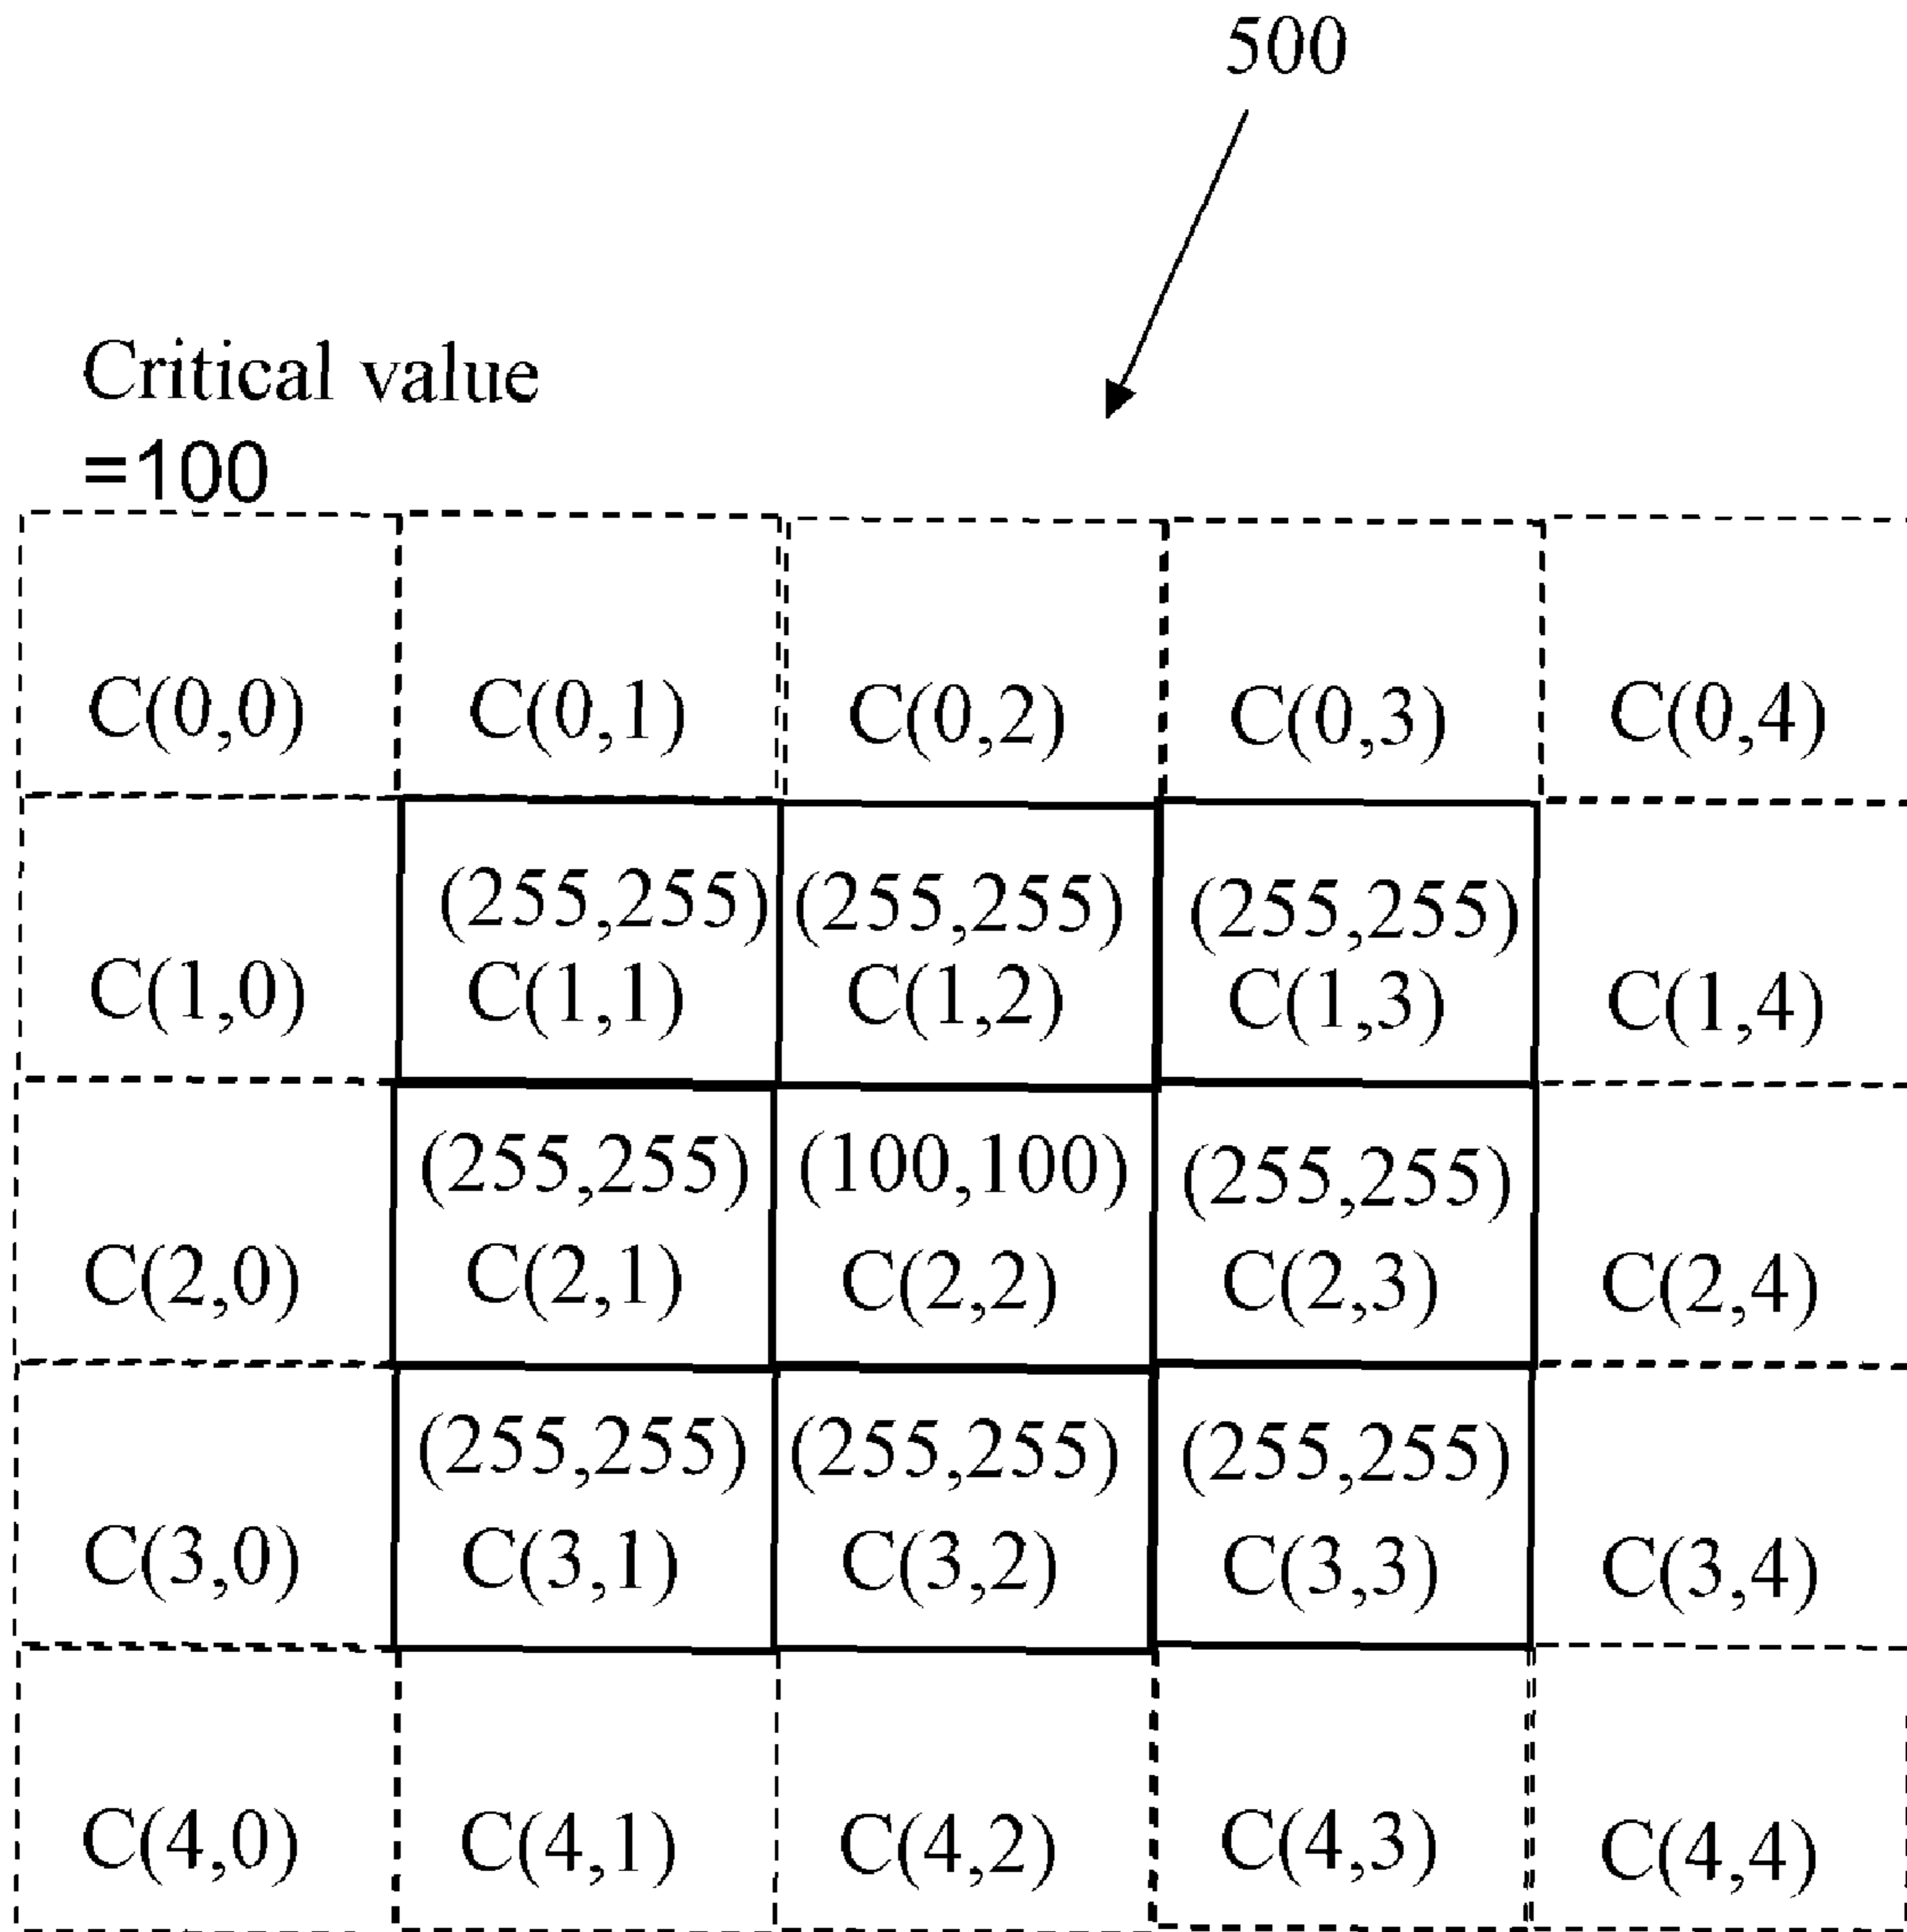 500
Critical value
=100
C(0,0) C(0,1) C(0,2) C(0,3) C(0,4)
(255,255) (255,255) (255,255)
C(1,0) C(1,1) C(1,2) C(1,3) C(1,4)
(255,255) (100,100) (255,255)
C(2,0) C(2,1) C(2,2) C(2,3) C(2,4)
(255,255) (255,255) (255,255)
C(3,0) C(3,1) C(3,2) C(3,3) C(3,4)
C(4,0) C(4,1) C(4,2) C(4,3) C(4,4)